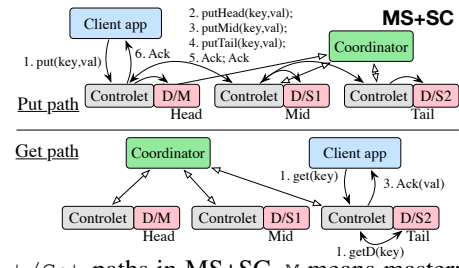 MS+SC
Client app
2. putHead(key,val);
3. putMid(key,val);
4. putTail(key,val);
5. Ack; Ack
6. Ack
1. put(key,val)
Coordinator
Controlet D/M
Controlet D/S1
Controlet D/S2
Put path
Head
Mid
Tail
Get path
Coordinator
Client app
1. get(key)
3. Ack(val)
Controlet D/M
Controlet D/S1
Controlet D/S2
Head
Mid
Tail
1. getD(key)